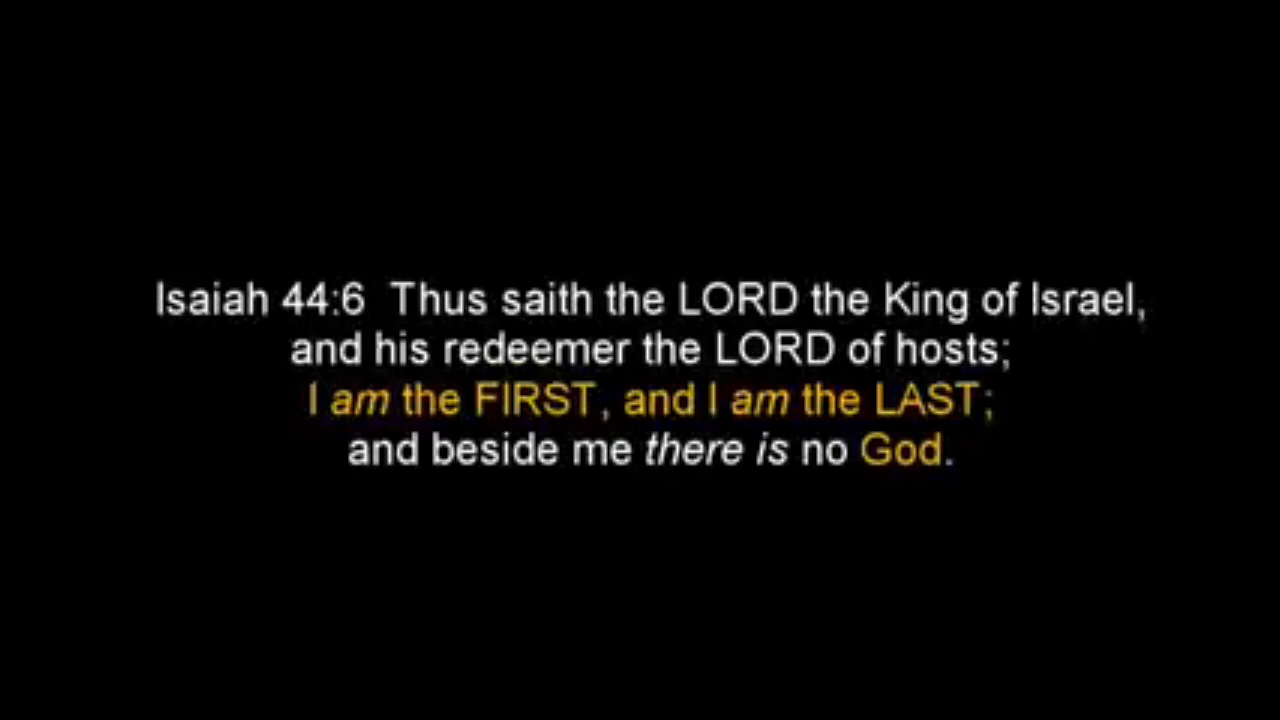 Isaiah 44:6  Thus saith the LORD the King of Israel,
and his redeemer the LORD of hosts;
I am the FIRST, and I am the LAST;
and beside me there is no God.